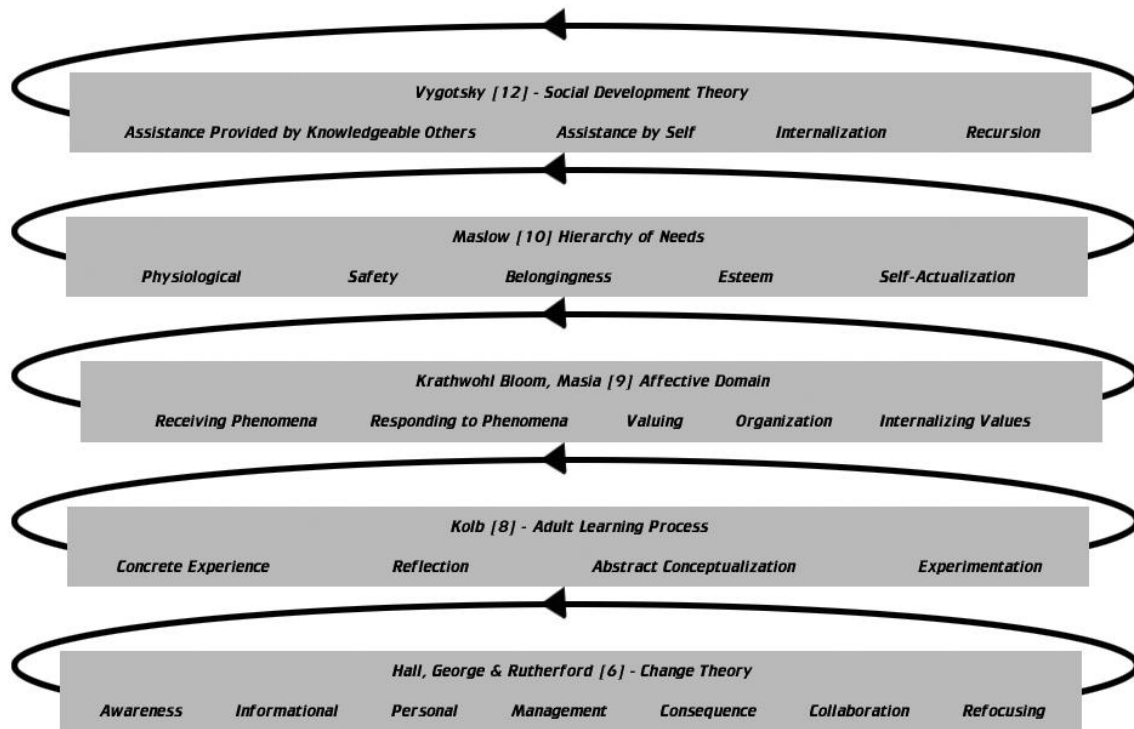 Vygotsky [12] - Social Development Theory
Assistance Provided by Knowledgeable Others Assistance by Self Internalization Recursion
Maslow [10] Hierarchy of Needs
Physiological Safety Belongingness Esteem Self-Actualization
Krathwohl Bloom, Masia [9] Affective Domain
Receiving Phenomena Responding to Phenomena Valuing Organization Internalizing Values
Kolb [8] - Adult Learning Process
Concrete Experience Reflection Abstract Conceptualization Experimentation
Hall, George & Rutherford [6] - Change Theory
Awareness Informational Personal Management Consequence Collaboration Refocusing